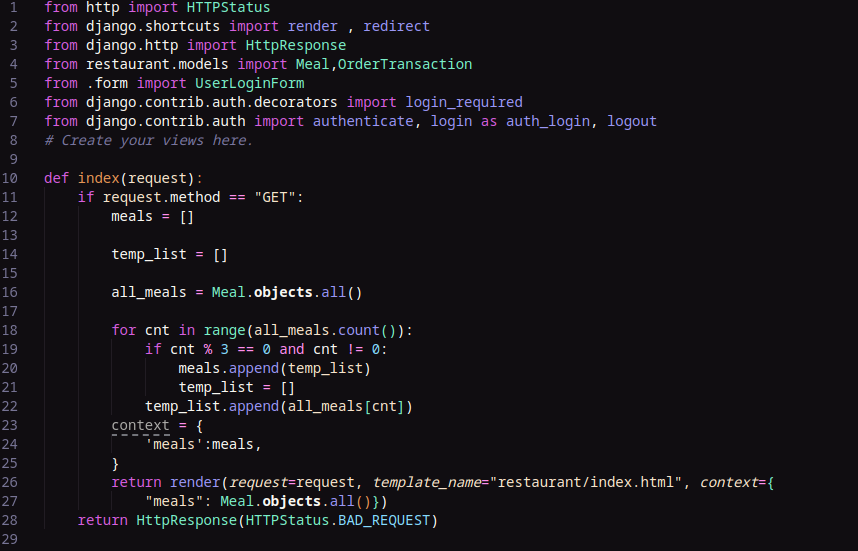 1 from http import HTTPStatus
2 from django.shortcuts import render , redirect
3 from django.http import HttpResponse
4 from restaurant.models import Meal,OrderTransaction
5 from .form import UserLoginForm
6 from django.contrib.auth.decorators import login_required
7 from django.contrib.auth import authenticate, login as auth_login, logout
8 # Create your views here.
9
10 def index(request):
11     if request.method == "GET":
12         meals = []
13
14         temp_list = []
15
16         all_meals = Meal.objects.all()
17
18         for cnt in range(all_meals.count()):
19             if cnt % 3 == 0 and cnt != 0:
20                 meals.append(temp_list)
21                 temp_list = []
22             temp_list.append(all_meals[cnt])
23         context = {
24             'meals':meals,
25         }
26         return render(request=request, template_name="restaurant/index.html", context={
27             "meals": Meal.objects.all()})
28     return HttpResponse(HTTPStatus.BAD_REQUEST)
29